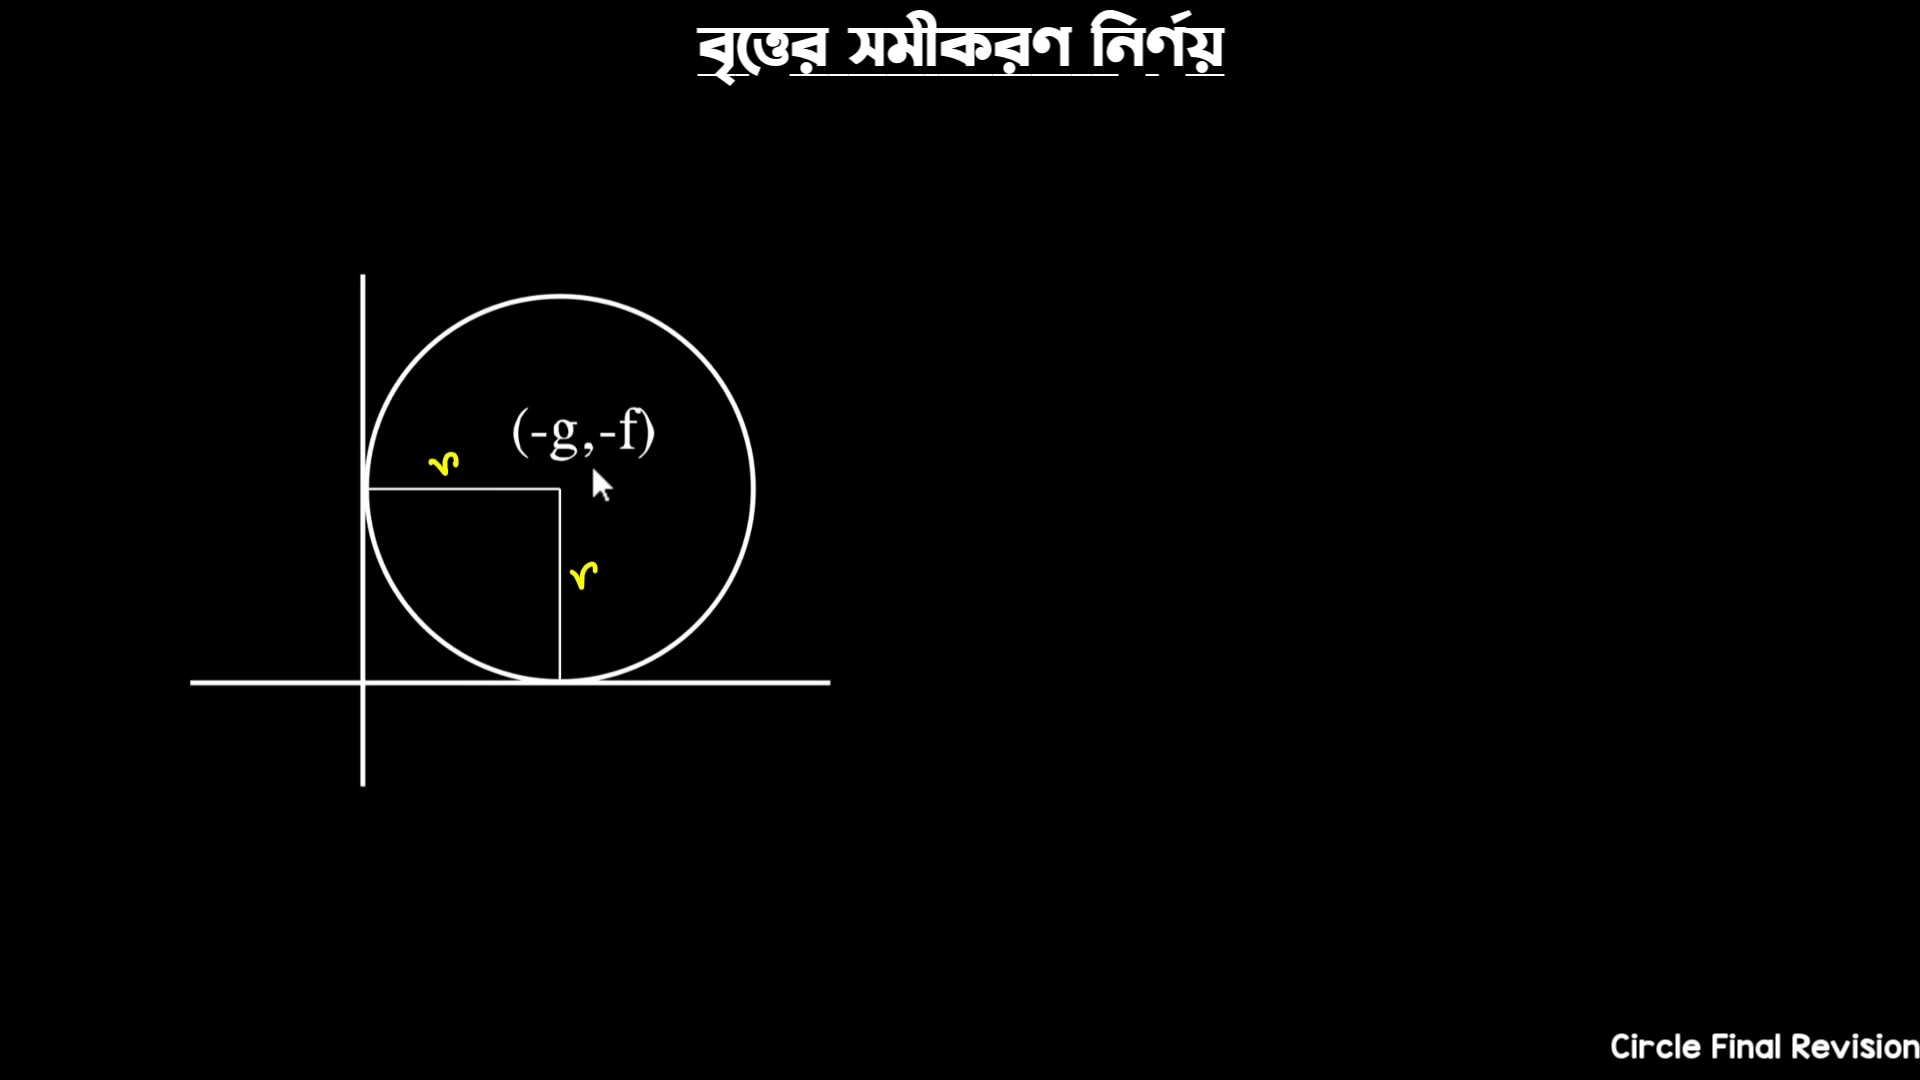 বৃত্তের সমীকরণ নির্ণয়
(-g,-f)
r
r
Circle Final Revision